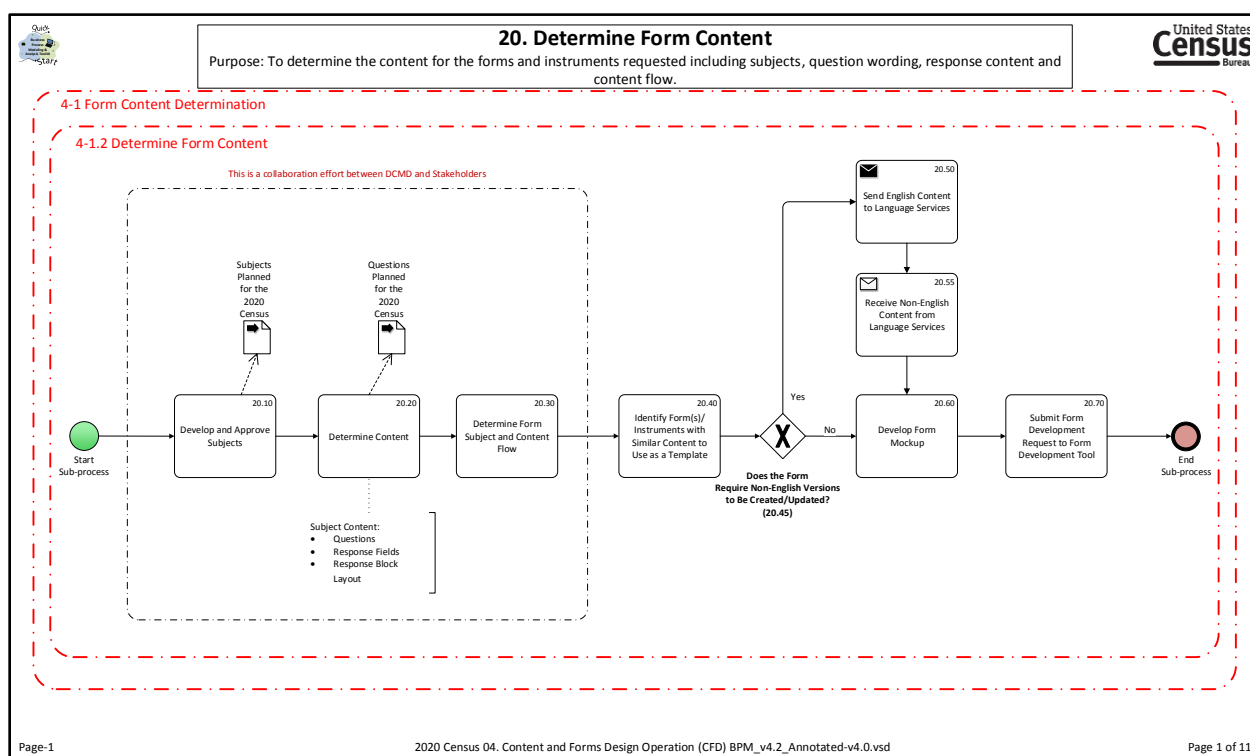 Quick
Business
Process
Modeling &
Analysis Toolkit
Start
20. Determine Form Content
Purpose: To determine the content for the forms and instruments requested including subjects, question wording, response content and
content flow.
United States
Census
Bureau
4-1 Form Content Determination
4-1.2 Determine Form Content
This is a collaboration effort between DCMD and Stakeholders
Subjects
Planned
for the
2020
Census
Questions
Planned
for the
2020
Census
Start
Sub-process
20.10
Develop and Approve
Subjects
20.20
Determine Content
Subject Content:
• Questions
• Response Fields
• Response Block
Layout
20.30
Determine Form
Subject and Content
Flow
20.40
Identify Form(s)/
Instruments with
Similar Content to
Use as a Template
X
Does the Form
Require Non-English Versions
to Be Created/Updated?
(20.45)
Yes
No
20.50
Send English Content
to Language Services
20.55
Receive Non-English
Content from
Language Services
20.60
Develop Form
Mockup
20.70
Submit Form
Development
Request to Form
Development Tool
End
Sub-process
Page-1
2020 Census 04. Content and Forms Design Operation (CFD) BPM_v4.2_Annotated-v4.0.vsd
Page 1 of 11